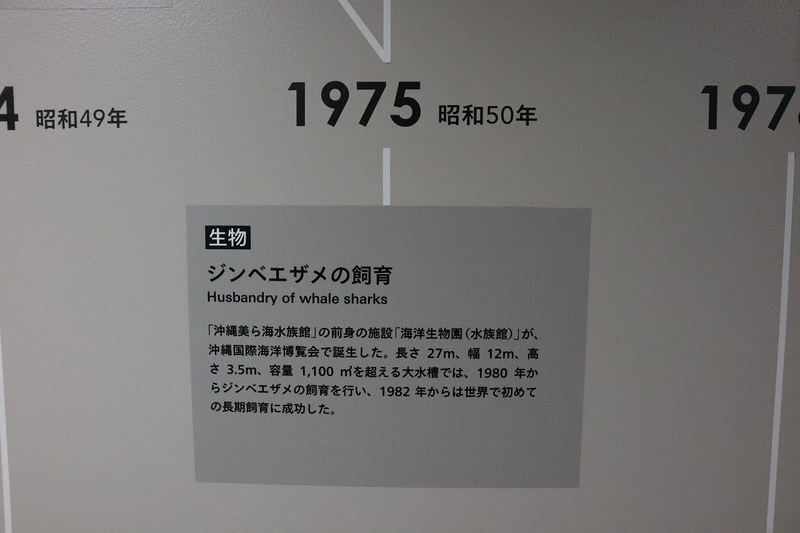 4 昭和49年
1975 昭和50年
197
生物
ジンベエザメの飼育
Husbandry of whale sharks
「沖縄美ら海水族館」の前身の施設「海洋生物園（水族館）」が、
沖縄国際海洋博覧会で誕生した。長さ 27m、幅 12m、高
さ 3.5m、容量 1,100 ㎥を超える大水槽では、1980 年か
らジンベエザメの飼育を行い、1982 年からは世界で初めて
の長期飼育に成功した。